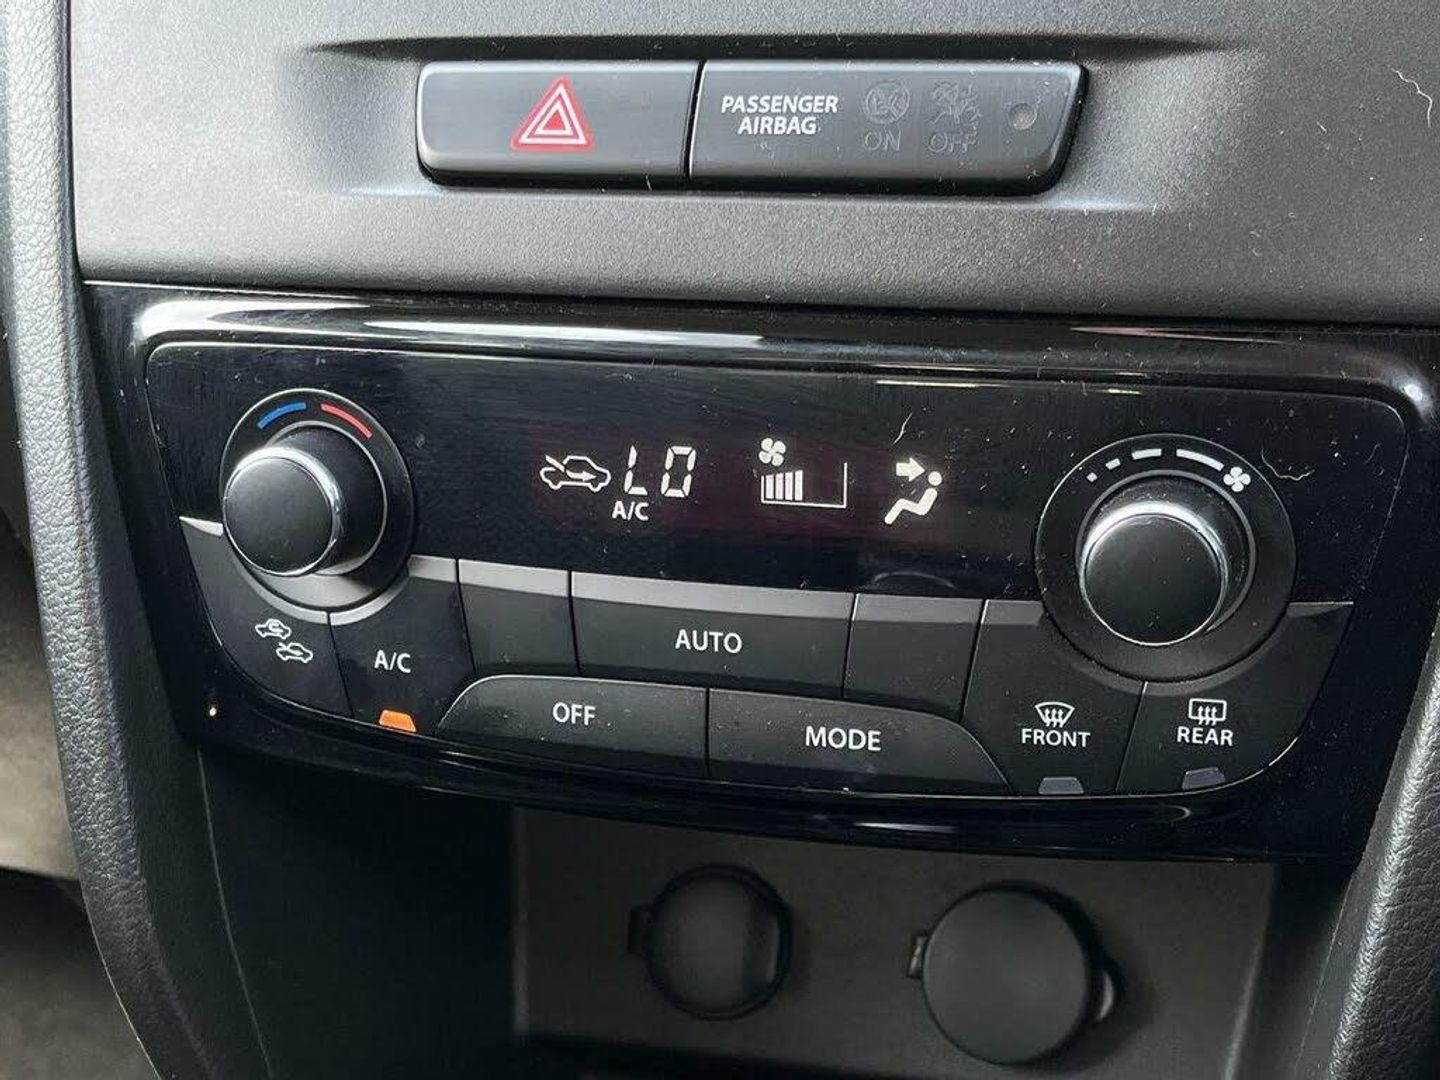 PASSENGER
AIRBAG
ON OFF
LO
A/C
A/C
AUTO
OFF
MODE
FRONT
REAR